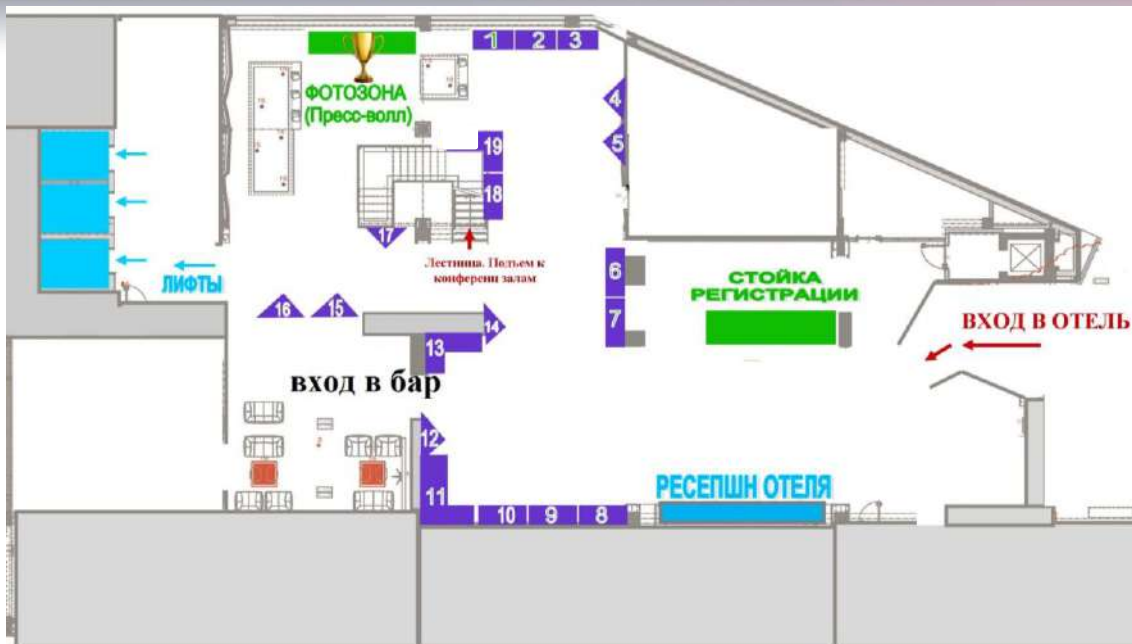 1 2 3
ФОТОЗОНА
(Пресс-волл)
4
5
19
18
17
Лестница. Подъем к
конференц залам
ЛИФТЫ
6
СТОЙКА
РЕГИСТРАЦИИ
16 15
14
7
ВХОД В ОТЕЛЬ
13
вход в бар
12
РЕСЕПШН ОТЕЛЯ
11
10 9 8